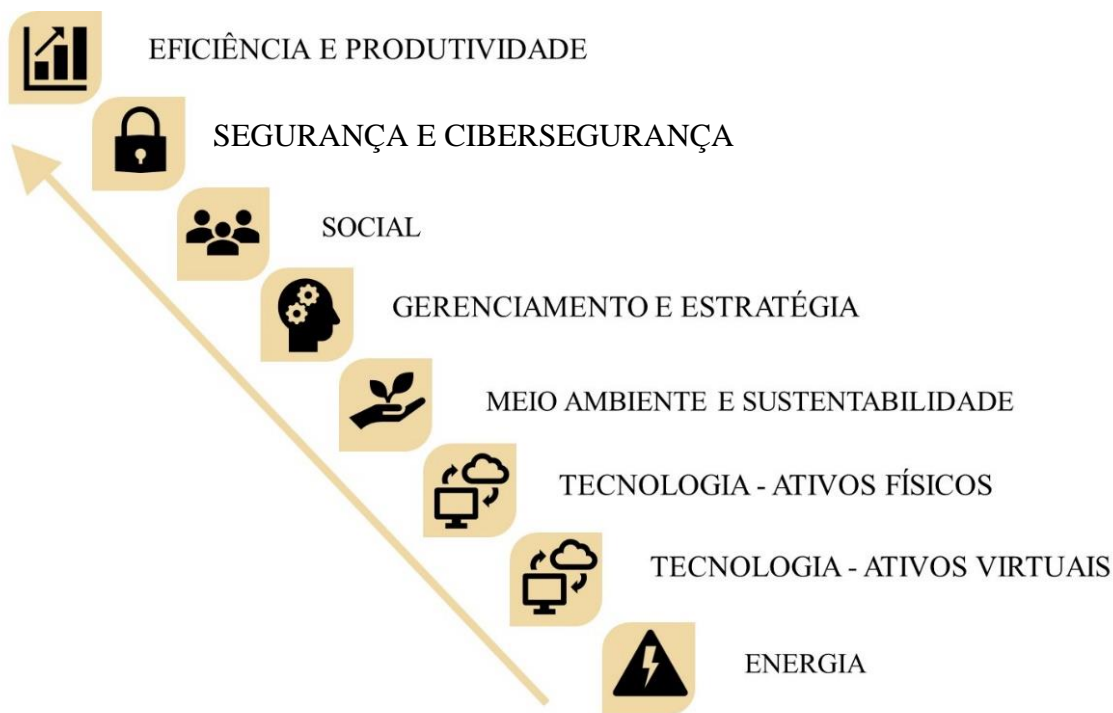 EFICIÊNCIA E PRODUTIVIDADE
SEGURANÇA E CIBERSEGURANÇA
SOCIAL
GERENCIAMENTO E ESTRATÉGIA
MEIO AMBIENTE E SUSTENTABILIDADE
TECNOLOGIA - ATIVOS FÍSICOS
TECNOLOGIA - ATIVOS VIRTUAIS
ENERGIA